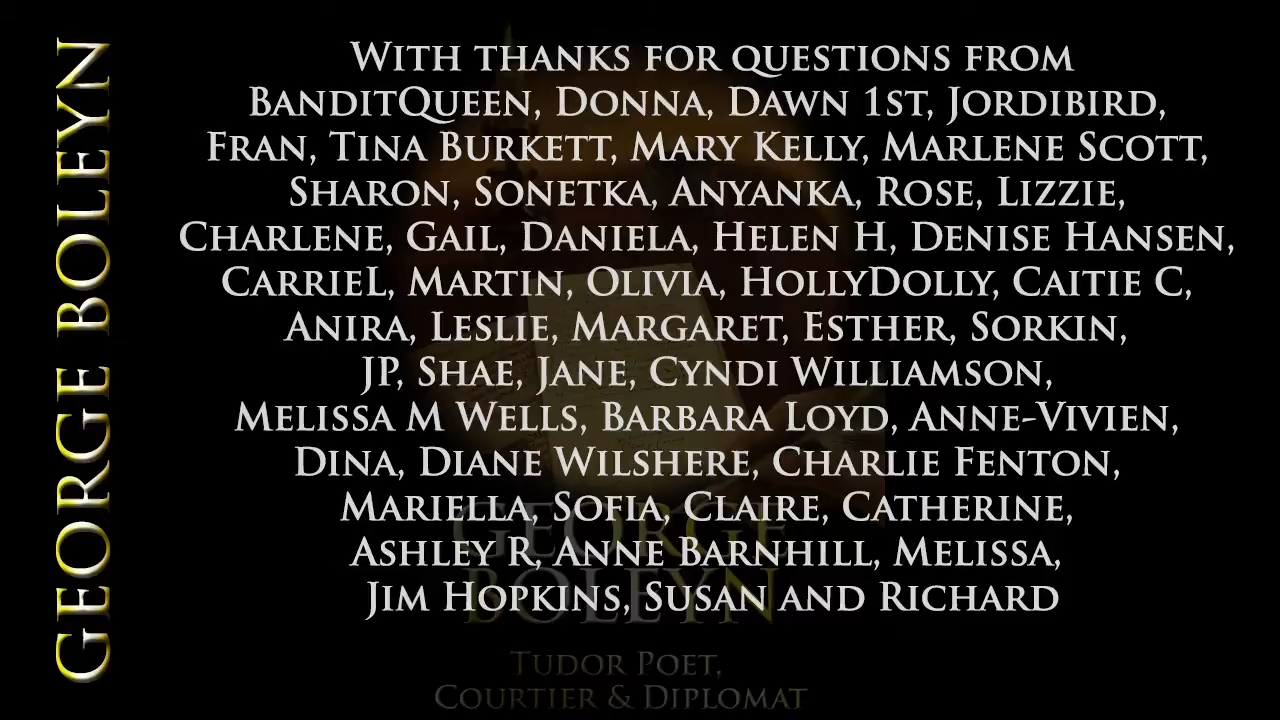 GEORGE BOLEYN
WITH THANKS FOR QUESTIONS FROM
BANDITQUEEN, DONNA, DAWN 1ST, JORDIBIRD,
FRAN, TINA BURKETT, MARY KELLY, MARLENE SCOTT,
SHARON, SONETKA, ANYANKA, ROSE, LIZZIE,
CHARLENE, GAIL, DANIELA, HELEN H, DENISE HANSEN,
CARRIEL, MARTIN, OLIVIA, HOLLYDOLLY, CAITIE C,
ANIRA, LESLIE, MARGARET, ESTHER, SORKIN,
JP, SHAE, JANE, CYNDI WILLIAMSON,
MELISSA M WELLS, BARBARA LOYD, ANNE-VIVIEN,
DINA, DIANE WILSHERE, CHARLIE FENTON,
MARIELLA, SOFIA, CLAIRE, CATHERINE,
ASHLEY R, ANNE BARNHILL, MELISSA,
JIM HOPKINS, SUSAN AND RICHARD
GEORGE
BOLEYN
TUDOR POET,
COURTIER & DIPLOMAT